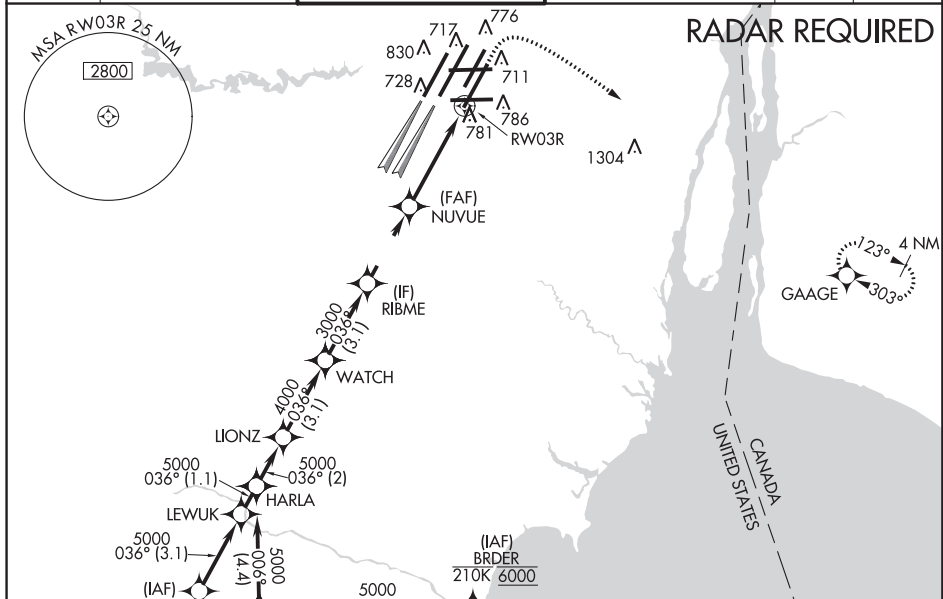 MSA RW03R 25 NM
2800
RADAR REQUIRED
776
717
830
711
728
786
781
RW03R
1304
(FAF)
NUVUE
123°
4 NM
303°
GAAGE
(IF)
RIBME
3000
036°
(3.1)
WATCH
4000
036°
(3.1)
LIONZ
5000
036° (1.1)
5000
036° (2)
HARLA
LEWUK
5000
036° (3.1)
5000
006°
(4.4)
(IAF)
5000
(IAF)
BRDER
210K 6000
CANADA
UNITED STATES